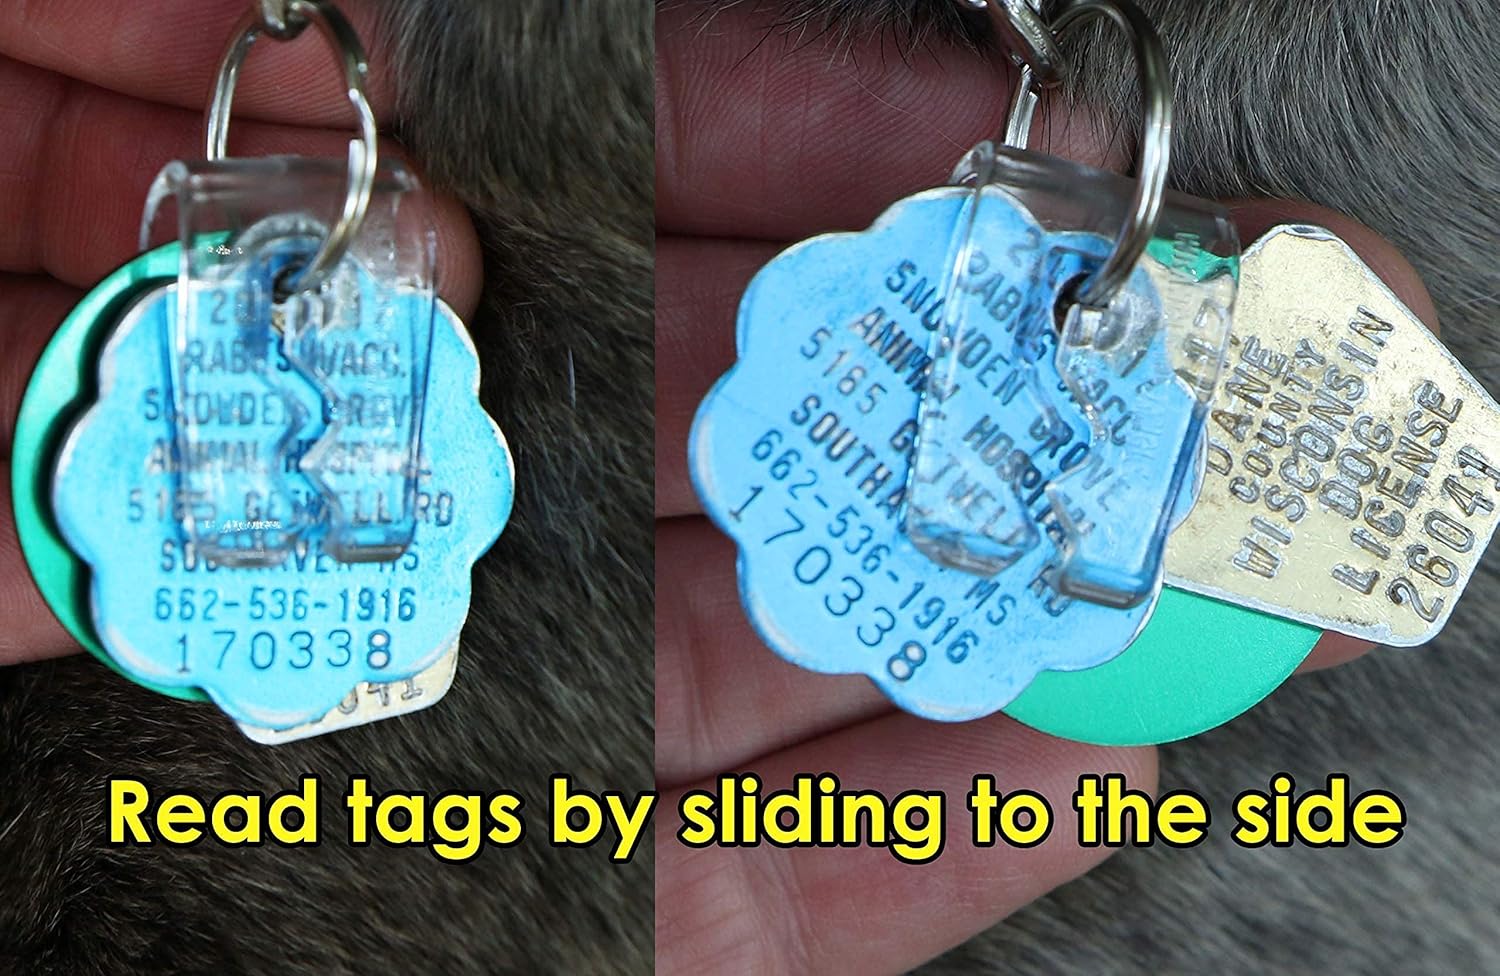 RABIES VACC.
SNOWDEN GROVE
ANIMAL HOSPITAL
5165 RD
SOUTHAVEN MS
662-536-1916
170338
RABIES VACC
SNOWDEN GROVE
ANIMAL HOSPITAL
5165 RD
SOUTHAVEN MS
662-536-1916
170338
DANE
COUNTY
WISCONSIN
DOG
LICENSE
26041
Read tags by sliding to the side